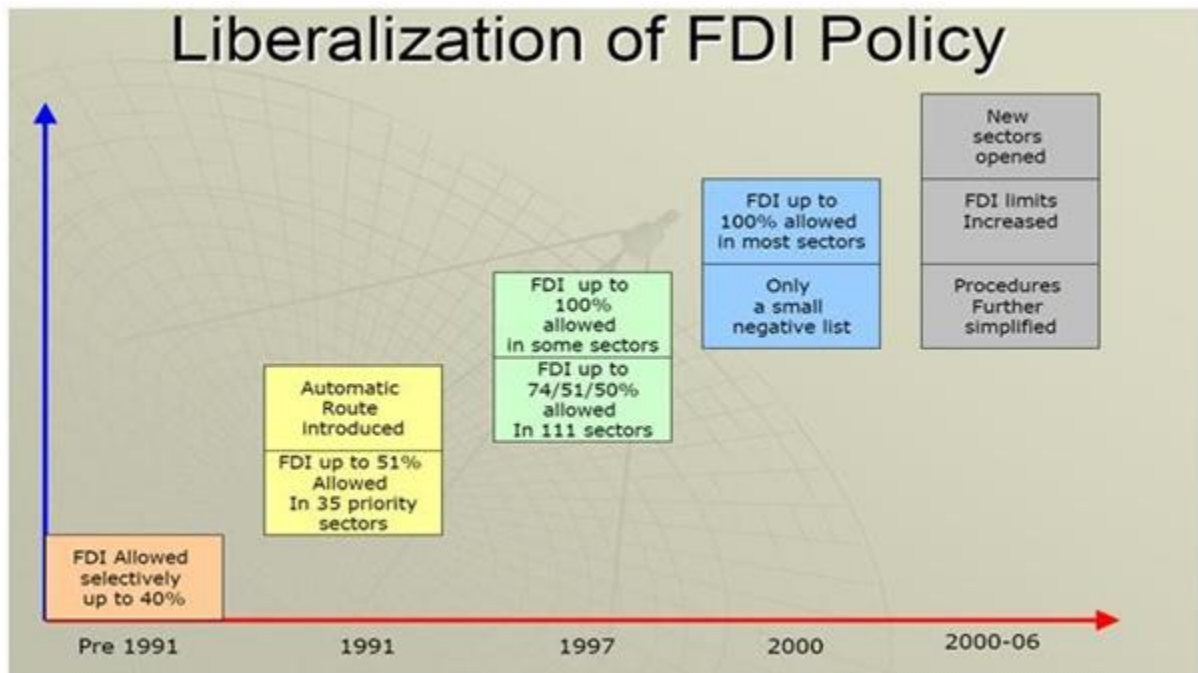 Liberalization of FDI Policy
New
sectors
opened
FDI up to
100% allowed
in most sectors
FDI limits
Increased
FDI up to
100%
allowed
in some sectors
Only
a small
negative list
Procedures
Further
simplified
Automatic
Route
introduced
FDI up to
74/51/50%
allowed
In 111 sectors
FDI up to 51%
Allowed
In 35 priority
sectors
FDI Allowed
selectively
up to 40%
Pre 1991
1991
1997
2000
2000-06